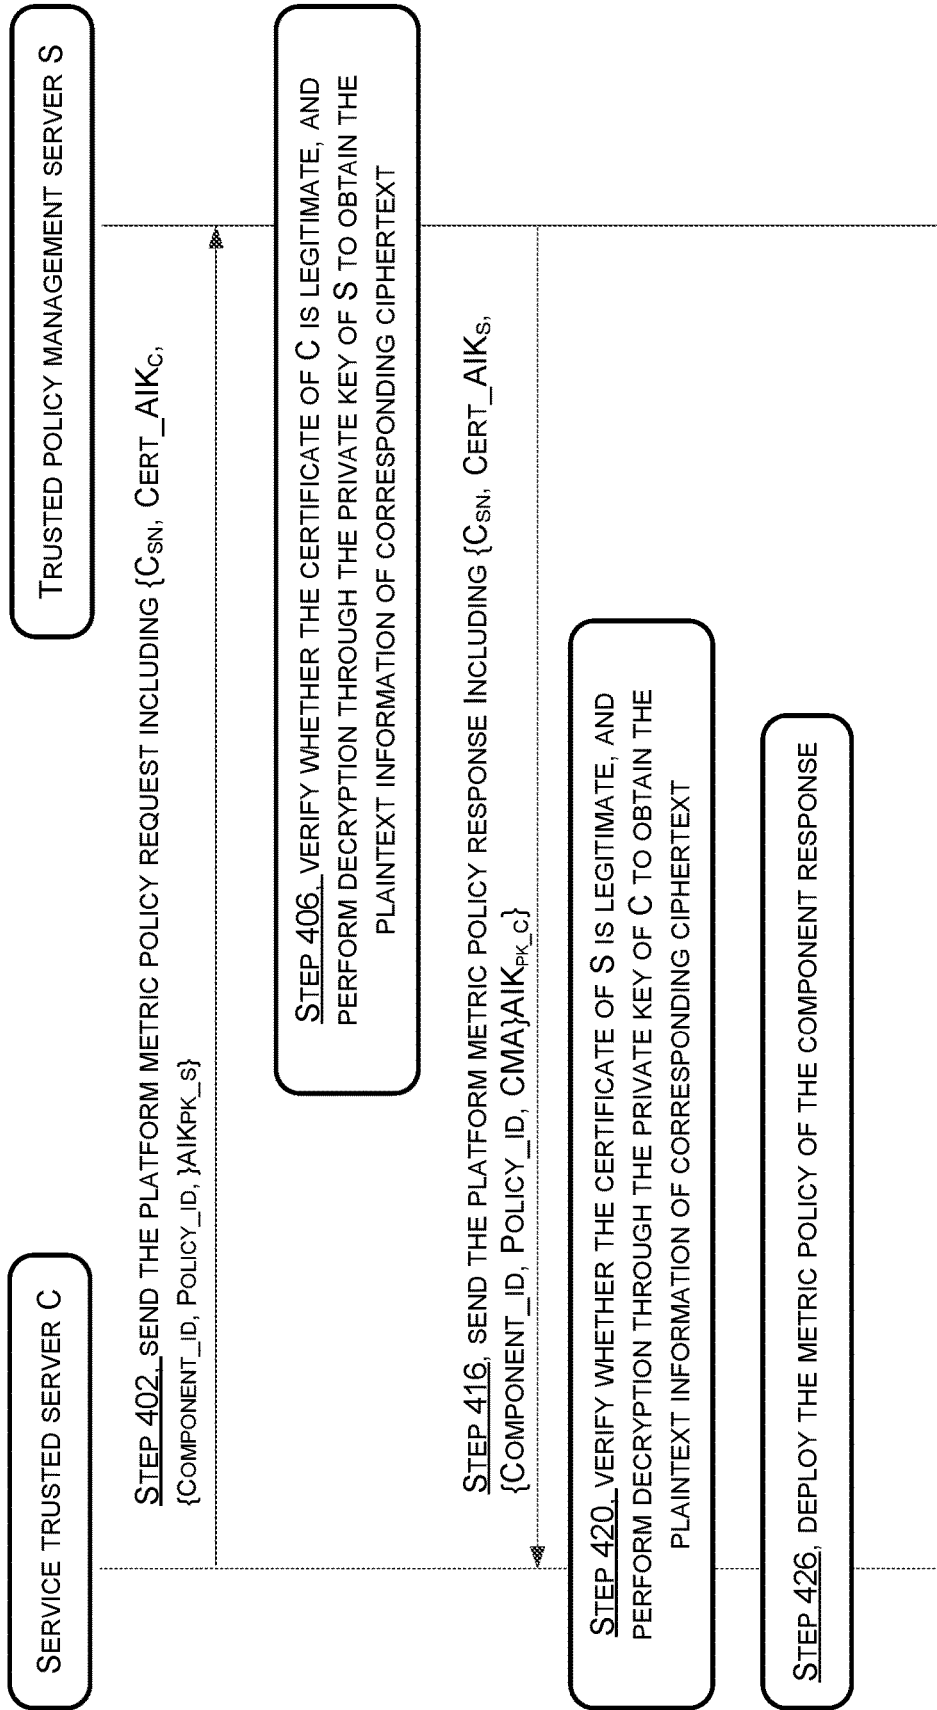 SERVICE TRUSTED SERVER C
TRUSTED POLICY MANAGEMENT SERVER S
STEP 402, SEND THE PLATFORM METRIC POLICY REQUEST INCLUDING {CSN, CERT_AIKC,
{COMPONENT_ID, POLICY_ID, }AIKPK_S}
STEP 406, VERIFY WHETHER THE CERTIFICATE OF C IS LEGITIMATE, AND
PERFORM DECRYPTION THROUGH THE PRIVATE KEY OF S TO OBTAIN THE
PLAINTEXT INFORMATION OF CORRESPONDING CIPHERTEXT
STEP 416, SEND THE PLATFORM METRIC POLICY RESPONSE INCLUDING {CSN, CERT_AIKS,
{COMPONENT_ID, POLICY_ID, CMA}AIKPK_C}
STEP 420, VERIFY WHETHER THE CERTIFICATE OF S IS LEGITIMATE, AND
PERFORM DECRYPTION THROUGH THE PRIVATE KEY OF C TO OBTAIN THE
PLAINTEXT INFORMATION OF CORRESPONDING CIPHERTEXT
STEP 426, DEPLOY THE METRIC POLICY OF THE COMPONENT RESPONSE